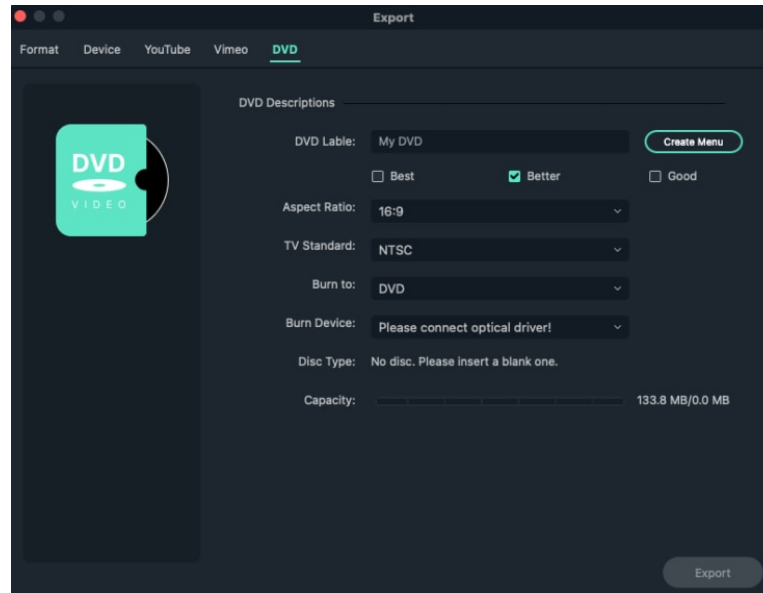 Export
Format Device YouTube Vimeo DVD
DVD Descriptions
DVD Lable: My DVD Create Menu
Best Better Good
DVD
VIDEO
Aspect Ratio: 16:9
TV Standard: NTSC
Burn to: DVD
Burn Device: Please connect optical driver!
Disc Type: No disc. Please insert a blank one.
Capacity: 133.8 MB/0.0 MB
Export